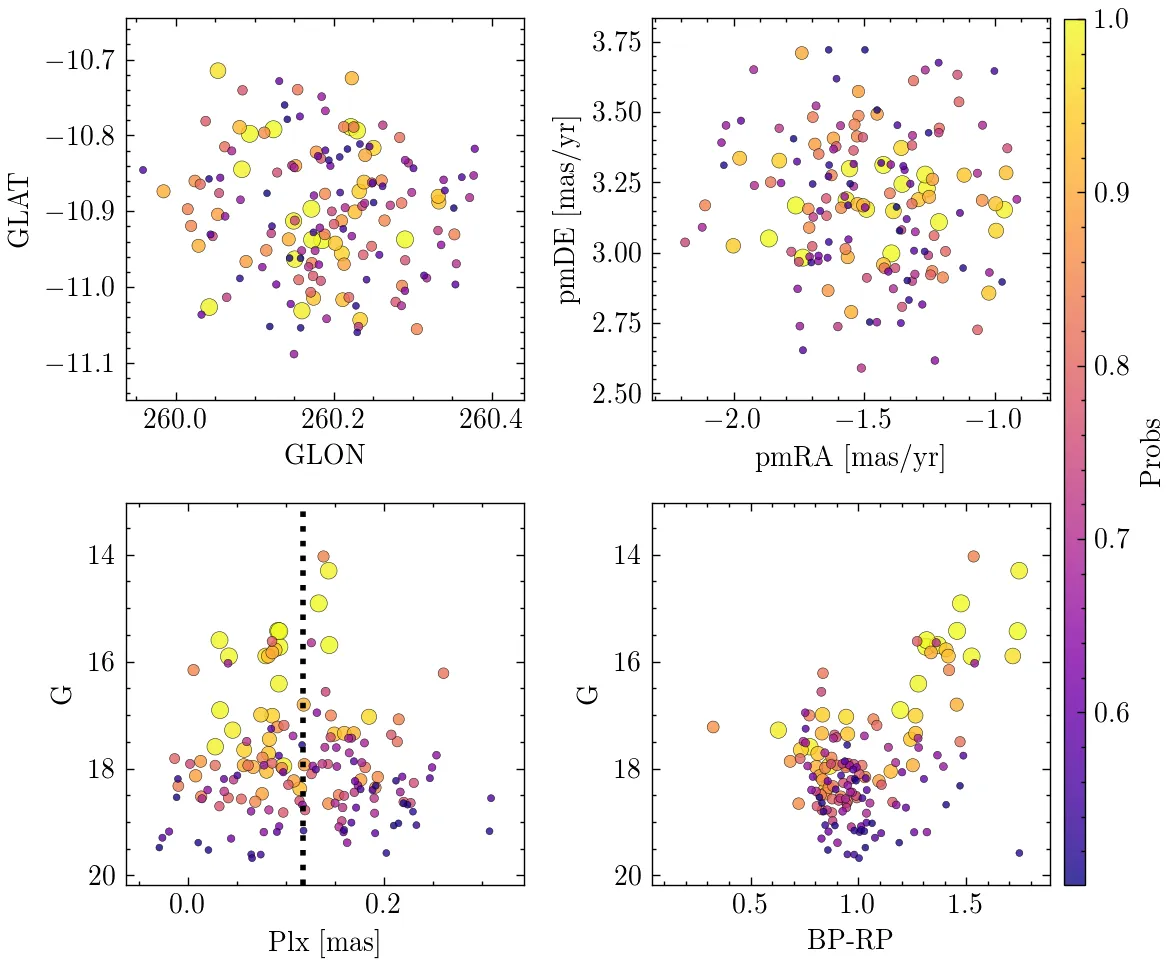 −10.7
−10.8
−10.9
−11.0
−11.1
GLAT
260.0 260.2 260.4
GLON
3.75
3.50
3.25
3.00
2.75
2.50
pmDE [mas/yr]
−2.0 −1.5 −1.0
pmRA [mas/yr]
1.0
0.9
0.8
0.7
0.6
Probs
14
16
18
20
G
0.0 0.2
Plx [mas]
14
16
18
20
G
0.5 1.0 1.5
BP-RP